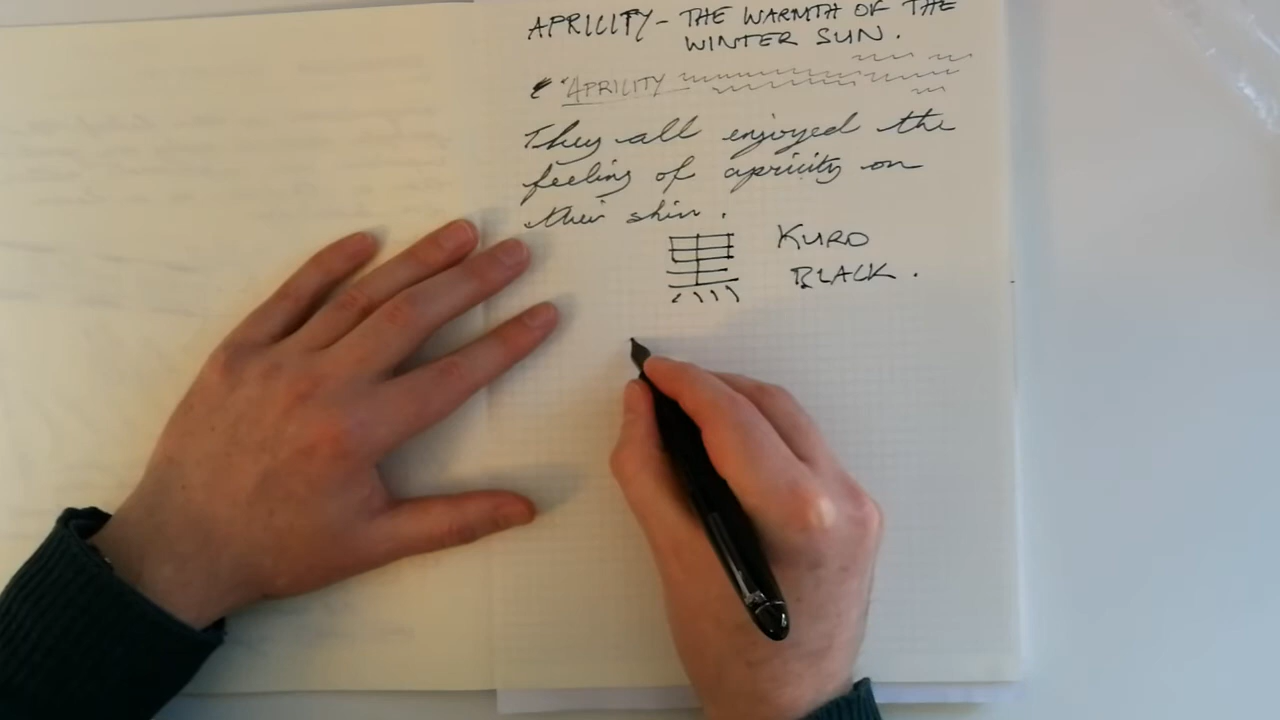 APRICITY - THE WARMTH OF THE
WINTER SUN.
"APRICITY
They all enjoyed the
feeling of apricity on
their skin.
黒 KURO
BLACK.